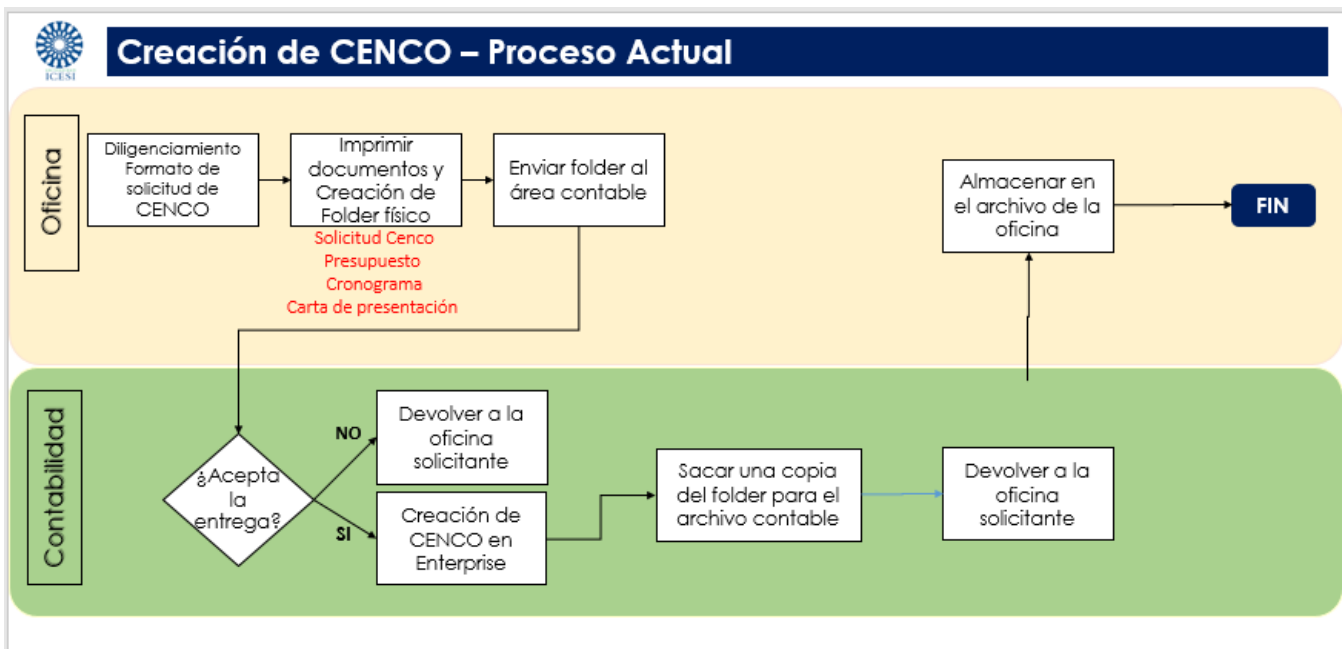 ICESI
Creación de CENCO – Proceso Actual
Oficina
Diligenciamiento
Formato de
solicitud de
CENCO
Imprimir
documentos y
Creación de
Folder físico
Solicitud Cenco
Presupuesto
Cronograma
Carta de presentación
Enviar folder al
área contable
Almacenar en
el archivo de la
oficina
FIN
Contabilidad
¿Acepta
la
entrega?
NO
Devolver a la
oficina
solicitante
SI
Creación de
CENCO en
Enterprise
Sacar una copia
del folder para el
archivo contable
Devolver a la
oficina
solicitante